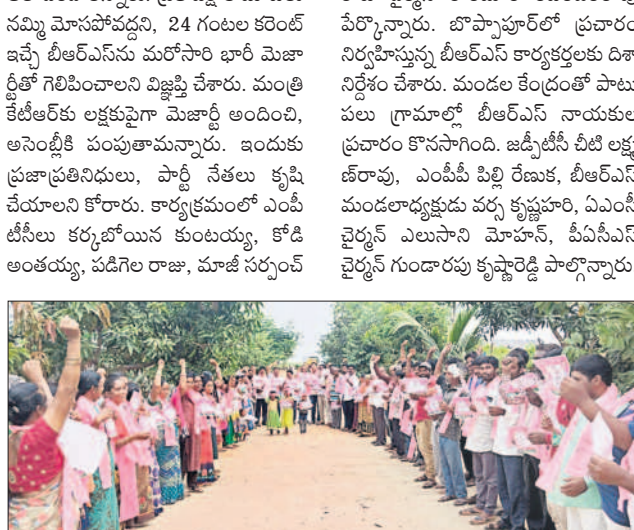 నమ్మి మోసపోవద్దని, 24 గంటల కరెంట్
ఇచ్చే బీఆర్ఎస్‌ను మరోసారి భారీ మెజా
ర్టీతో గెలిపించాలని విజ్ఞప్తి చేశారు. మంత్రి
కేటీఆర్‌కు లక్షకుపైగా మెజార్టీ అందించి,
అసెంబ్లీకి పంపుతామన్నారు. ఇందుకు
ప్రజాప్రతినిధులు, పార్టీ నేతలు కృషి
చేయాలని కోరారు. కార్యక్రమంలో ఎంపీ
టీసీలు కర్కబోయిన కుంటయ్య, కోడి
అంతయ్య, పడిగెల రాజు, మాజీ సర్పంచ్
పేర్కొన్నారు. బొప్పాపూర్‌లో ప్రచారం
నిర్వహిస్తున్న బీఆర్ఎస్ కార్యకర్తలకు దిశా
నిర్దేశం చేశారు. మండల కేంద్రంతో పాటు
పలు గ్రామాల్లో బీఆర్ఎస్ నాయకుల
ప్రచారం కొనసాగింది. జడ్పీటీసీ చీటి లక్ష్మ
ణ్‌రావు, ఎంపీపీ పిల్లి రేణుక, బీఆర్ఎస్
మండలాధ్యక్షుడు వర్స కృష్ణహరి, ఏఎంసీ
చైర్మన్ ఎలుసాని మోహన్, పీఏసీఎస్
చైర్మన్ గుండారపు కృష్ణారెడ్డి పాల్గొన్నారు